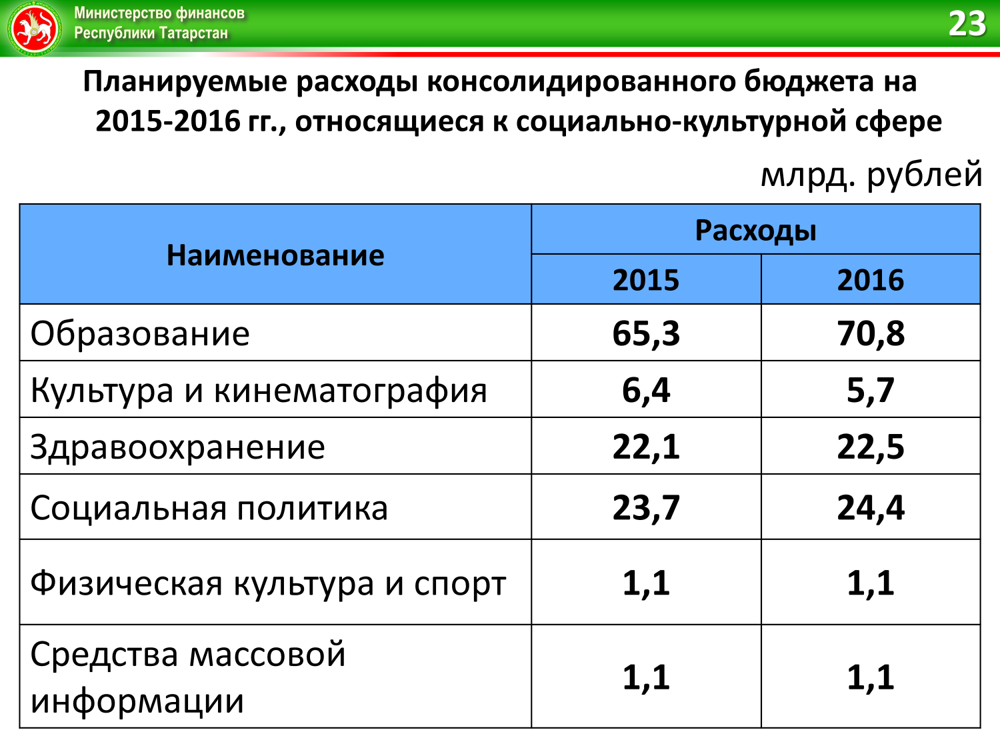 Министерство финансов
Республики Татарстан
23
Планируемые расходы консолидированного бюджета на
2015-2016 гг., относящиеся к социально-культурной сфере
млрд. рублей
Наименование
Расходы
2015 2016
Образование 65,3 70,8
Культура и кинематография 6,4 5,7
Здравоохранение 22,1 22,5
Социальная политика 23,7 24,4
Физическая культура и спорт 1,1 1,1
Средства массовой
информации
1,1 1,1